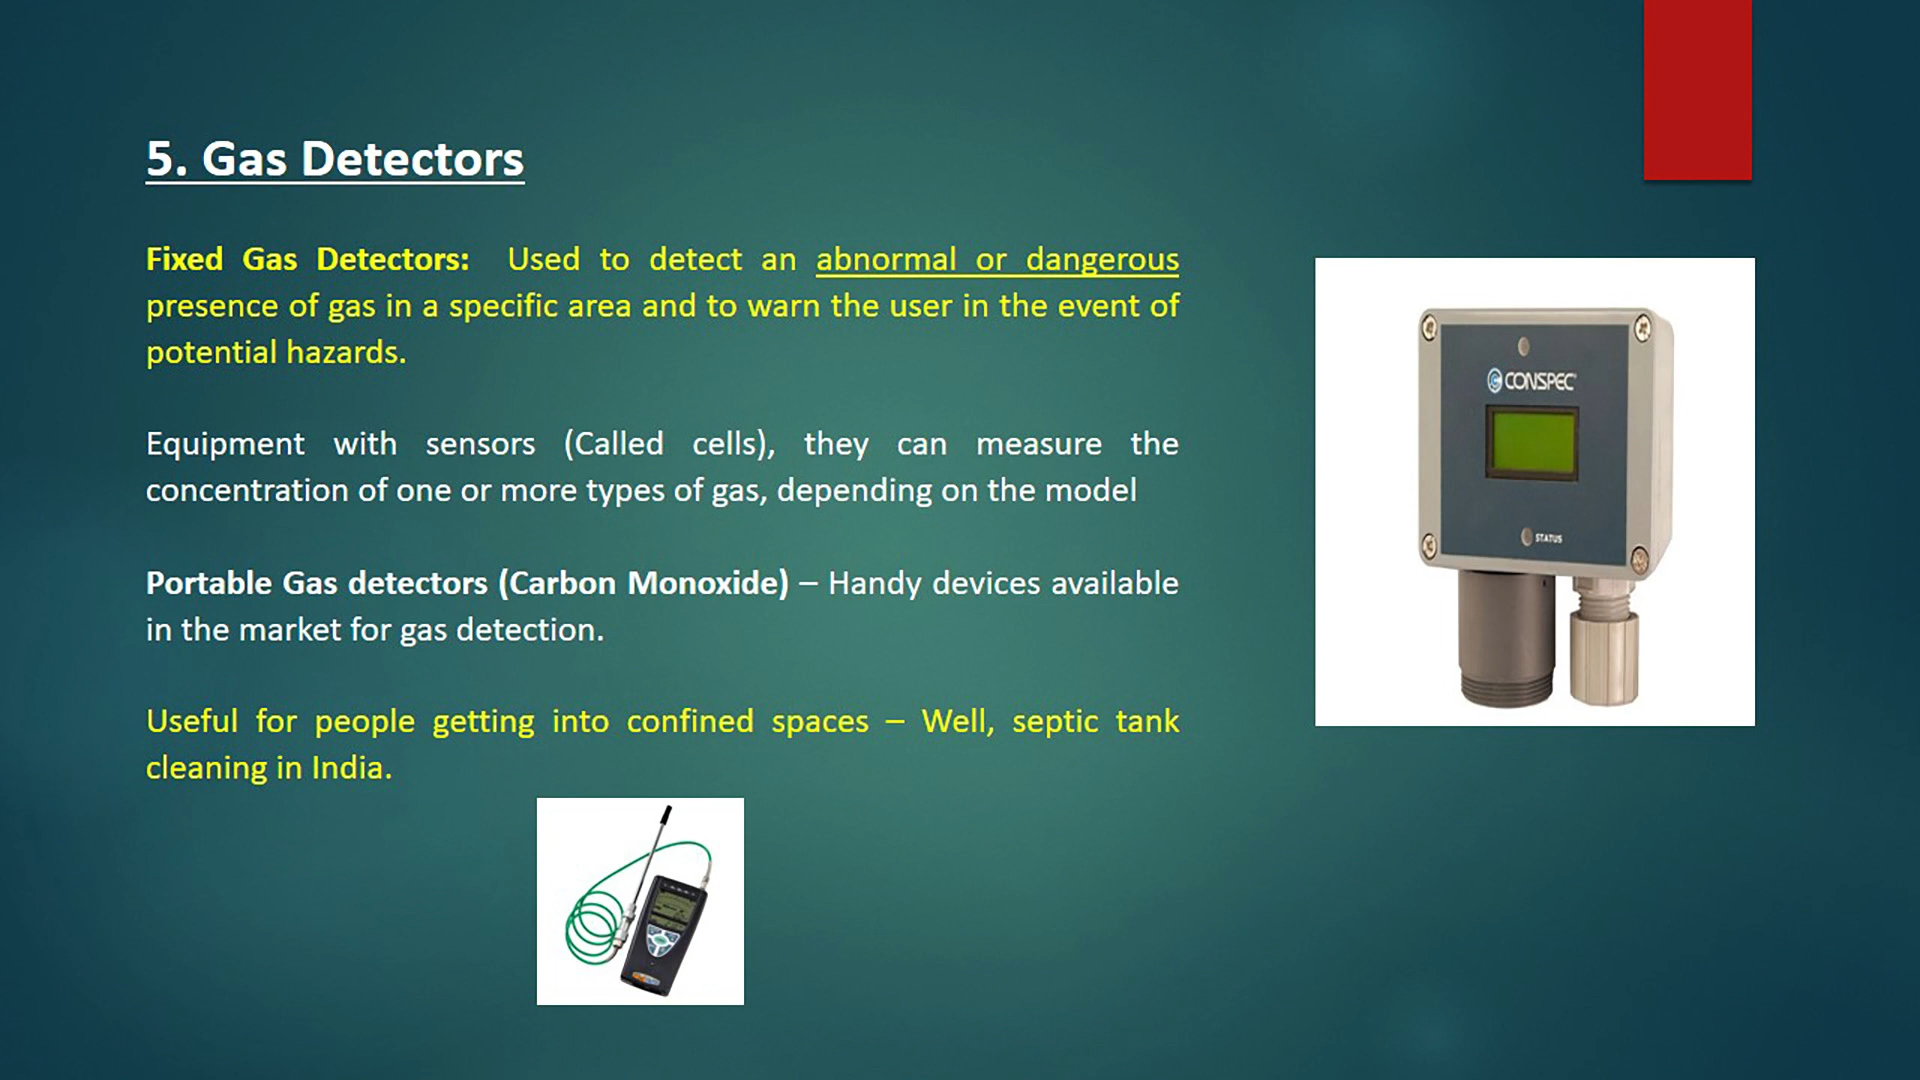 5. Gas Detectors
Fixed Gas Detectors: Used to detect an abnormal or dangerous
presence of gas in a specific area and to warn the user in the event of
potential hazards.
Equipment with sensors (Called cells), they can measure the
concentration of one or more types of gas, depending on the model
Portable Gas detectors (Carbon Monoxide) – Handy devices available
in the market for gas detection.
Useful for people getting into confined spaces – Well, septic tank
cleaning in India.
CONSPEC
STATUS